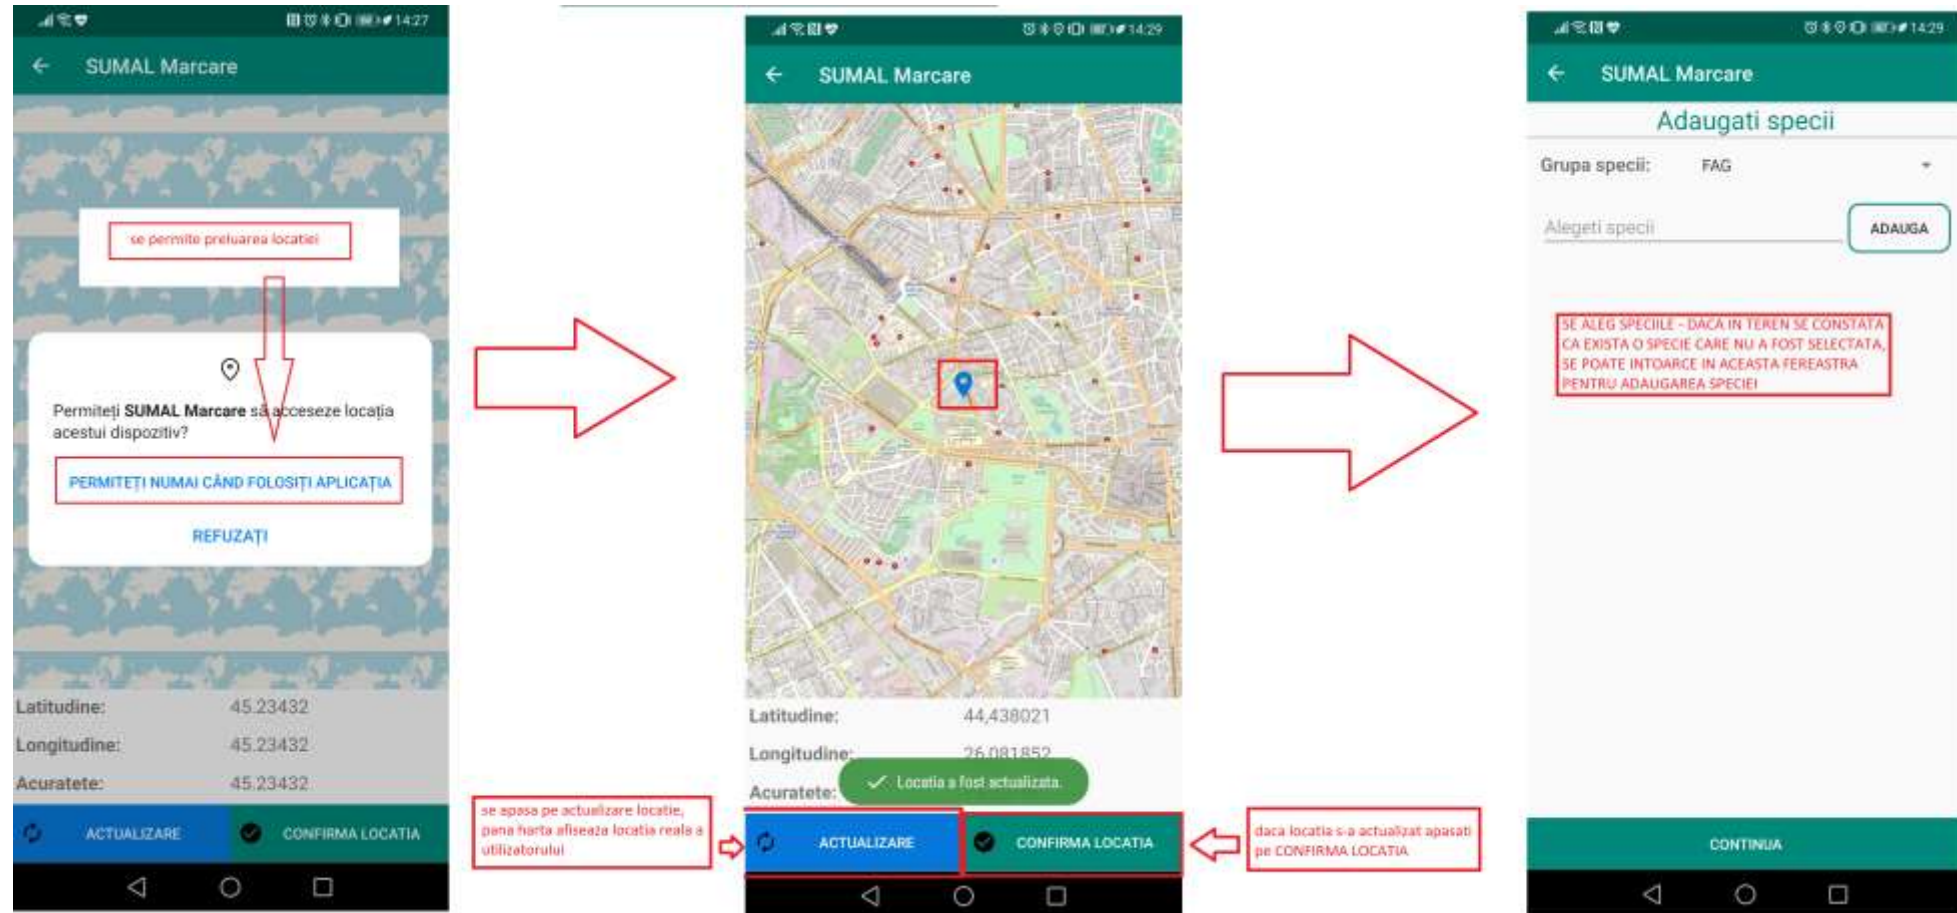 14:27
SUMAL Marcare
se permite preluarea locatiei
Permiteți SUMAL Marcare să acceseze locația
acestui dispozitiv?
PERMITEȚI NUMAI CÂND FOLOSIȚI APLICAȚIA
REFUZAȚI
Latitudine: 45.23432
Longitudine: 45.23432
Acuratete: 45.23432
ACTUALIZARE CONFIRMA LOCATIA
14:29
SUMAL Marcare
Latitudine: 44,438021
Longitudine: 26,081852
Acuratete:
Locatia a fost actualizata.
se apasa pe actualizare locatie,
pana harta afiseaza locatia reala a
utilizatorului
ACTUALIZARE CONFIRMA LOCATIA
daca locatia s-a actualizat apasati
pe CONFIRMA LOCATIA
14:29
SUMAL Marcare
Adaugati specii
Grupa specii: FAG
Alegeti specii ADAUGA
SE ALEG SPECIILE - DACA IN TEREN SE CONSTATA
CA EXISTA O SPECIE CARE NU A FOST SELECTATA,
SE POATE INTOARCE IN ACEASTA FEREASTRA
PENTRU ADAUGAREA SPECIEI
CONTINUA